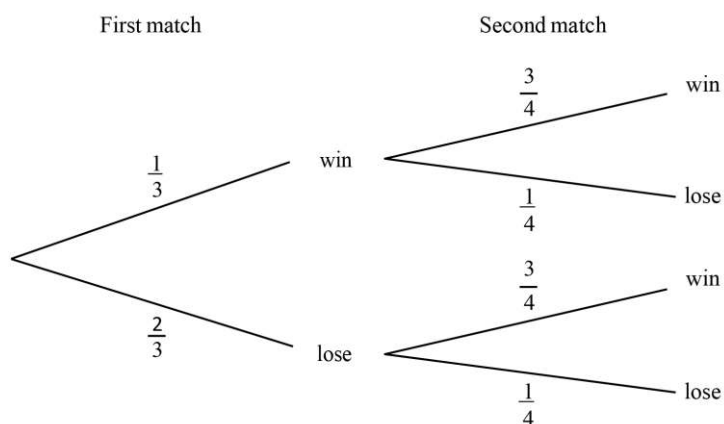 First match Second match
3/4 win
1/3 win
1/4 lose
3/4 win
2/3 lose
1/4 lose